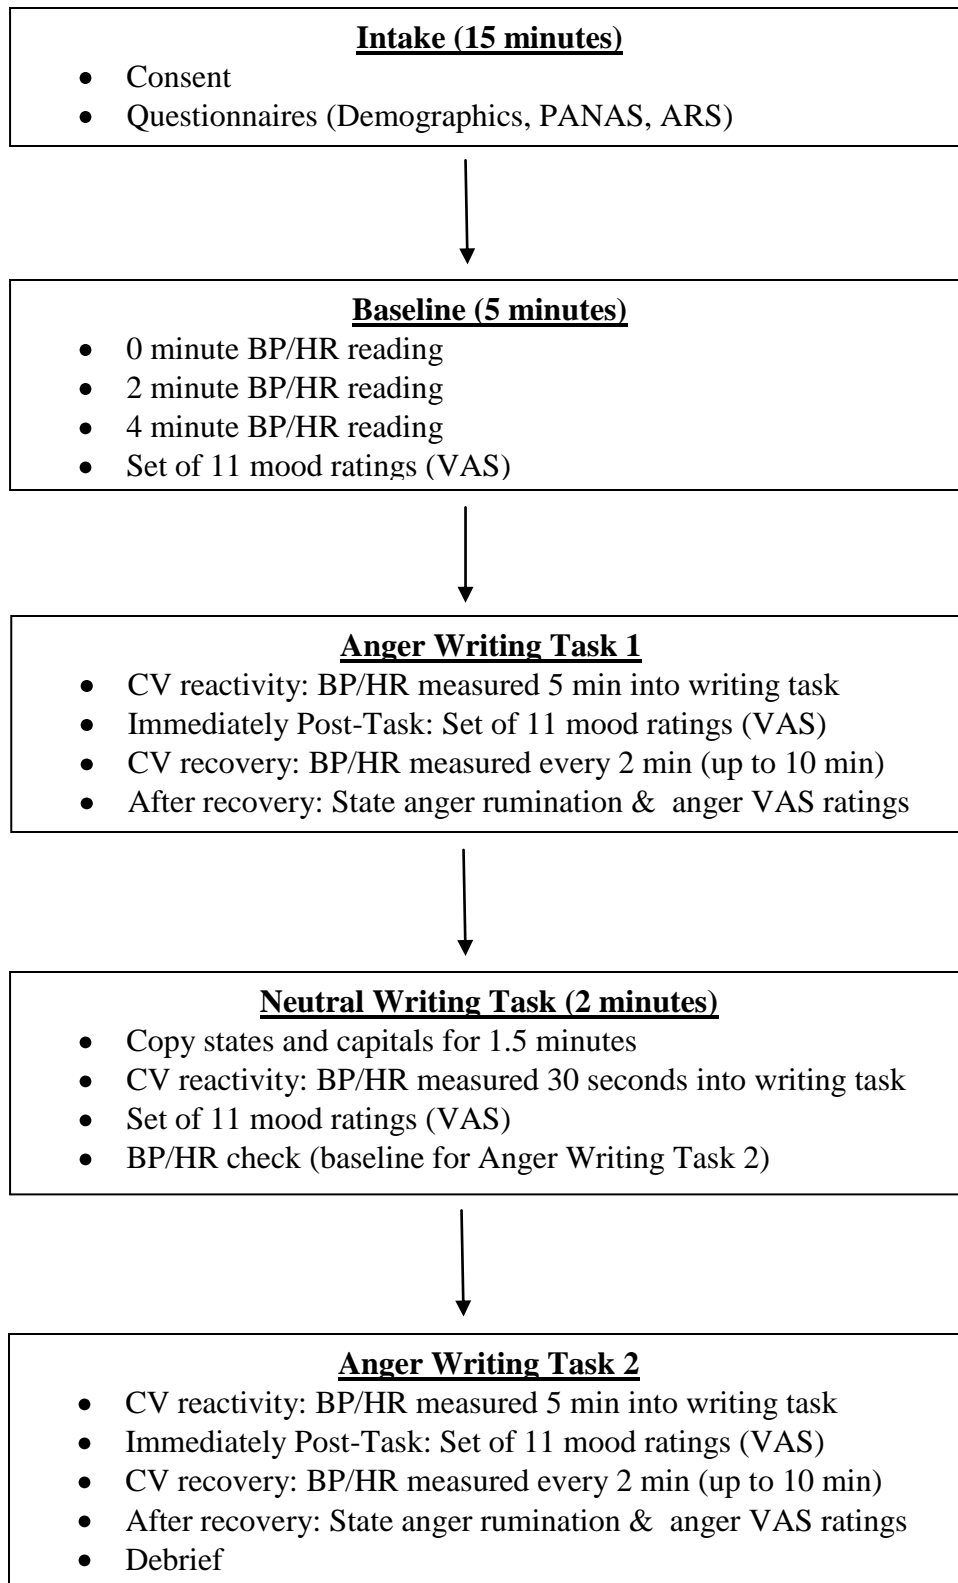 Intake (15 minutes)
• Consent
• Questionnaires (Demographics, PANAS, ARS)
Baseline (5 minutes)
• 0 minute BP/HR reading
• 2 minute BP/HR reading
• 4 minute BP/HR reading
• Set of 11 mood ratings (VAS)
Anger Writing Task 1
• CV reactivity: BP/HR measured 5 min into writing task
• Immediately Post-Task: Set of 11 mood ratings (VAS)
• CV recovery: BP/HR measured every 2 min (up to 10 min)
• After recovery: State anger rumination &  anger VAS ratings
Neutral Writing Task (2 minutes)
• Copy states and capitals for 1.5 minutes
• CV reactivity: BP/HR measured 30 seconds into writing task
• Set of 11 mood ratings (VAS)
• BP/HR check (baseline for Anger Writing Task 2)
Anger Writing Task 2
• CV reactivity: BP/HR measured 5 min into writing task
• Immediately Post-Task: Set of 11 mood ratings (VAS)
• CV recovery: BP/HR measured every 2 min (up to 10 min)
• After recovery: State anger rumination &  anger VAS ratings
• Debrief